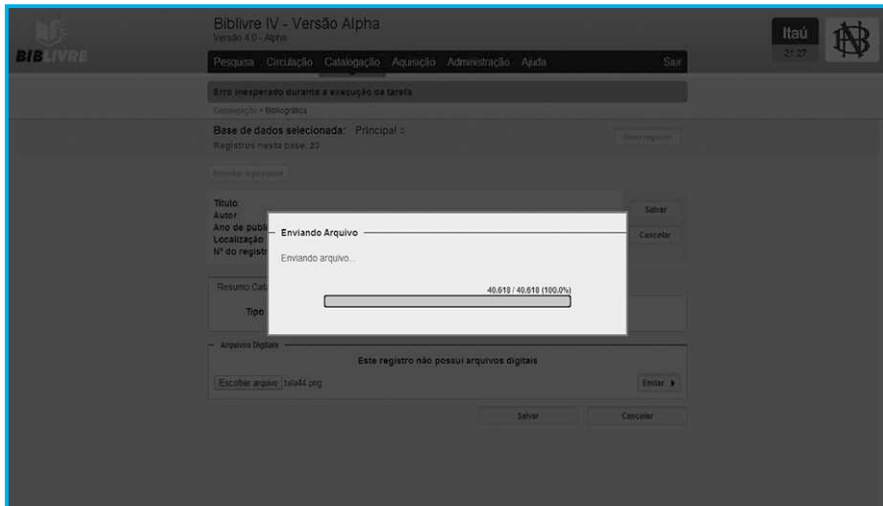 BIBLIVRE
Biblivre IV - Versão Alpha
Versão 4.0 - Alpha
Itaú
21:27
Pesquisa Circulação Catalogação Aquisição Administração Ajuda Sair
Erro inesperado durante a execução da tarefa
Catalogação > Bibliográfica
Base de dados selecionada: Principal
Registros nesta base: 23
Novo registro
Retornar à pesquisa
Título
Autor
Ano de publ
Localização
Nº do registr
Salvar
Cancelar
Enviando Arquivo
Enviando arquivo...
40.618 / 40.618 (100.0%)
Resumo Cata
Tipo
Arquivos Digitais
Este registro não possui arquivos digitais
Escolher arquivo tela44.png
Enviar
Salvar Cancelar